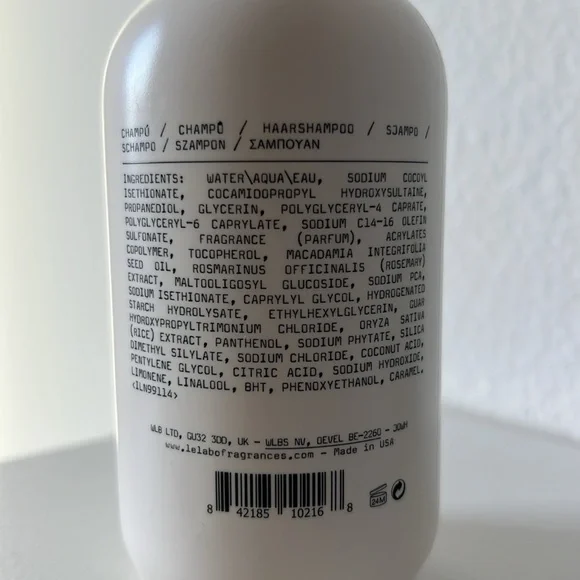 CHAMPÚ / CHAMPÔ / HAARSHAMPOO / SJAMPO /
SCHAMPO / SZAMPON / ΣΑΜΠΟΥΑΝ
INGREDIENTS: WATER\AQUA\EAU, SODIUM COCOYL
ISETHIONATE, COCAMIDOPROPYL HYDROXYSULTAINE,
PROPANEDIOL, GLYCERIN, POLYGLYCERYL-4 CAPRATE,
POLYGLYCERYL-6 CAPRYLATE, SODIUM C14-16 OLEFIN
SULFONATE, FRAGRANCE (PARFUM), ACRYLATES
COPOLYMER, TOCOPHEROL, MACADAMIA INTEGRIFOLIA
SEED OIL, ROSMARINUS OFFICINALIS (ROSEMARY)
EXTRACT, MALTOOLIGOSYL GLUCOSIDE, SODIUM PCA,
SODIUM ISETHIONATE, CAPRYLYL GLYCOL, HYDROGENATED
STARCH HYDROLYSATE, ETHYLHEXYLGLYCERIN, GUAR
HYDROXYPROPYLTRIMONIUM CHLORIDE, ORYZA SATIVA
(RICE) EXTRACT, PANTHENOL, SODIUM PHYTATE, SILICA
DIMETHYL SILYLATE, SODIUM CHLORIDE, COCONUT ACID,
PENTYLENE GLYCOL, CITRIC ACID, SODIUM HYDROXIDE,
LIMONENE, LINALOOL, BHT, PHENOXYETHANOL, CARAMEL.
<ILN99114>
WLB LTD, GU32 3DD, UK - WLBS NV, OEVEL BE-2260 - 30WH
www.lelabofragrances.com - Made in USA
8 42185 10216 8
24M